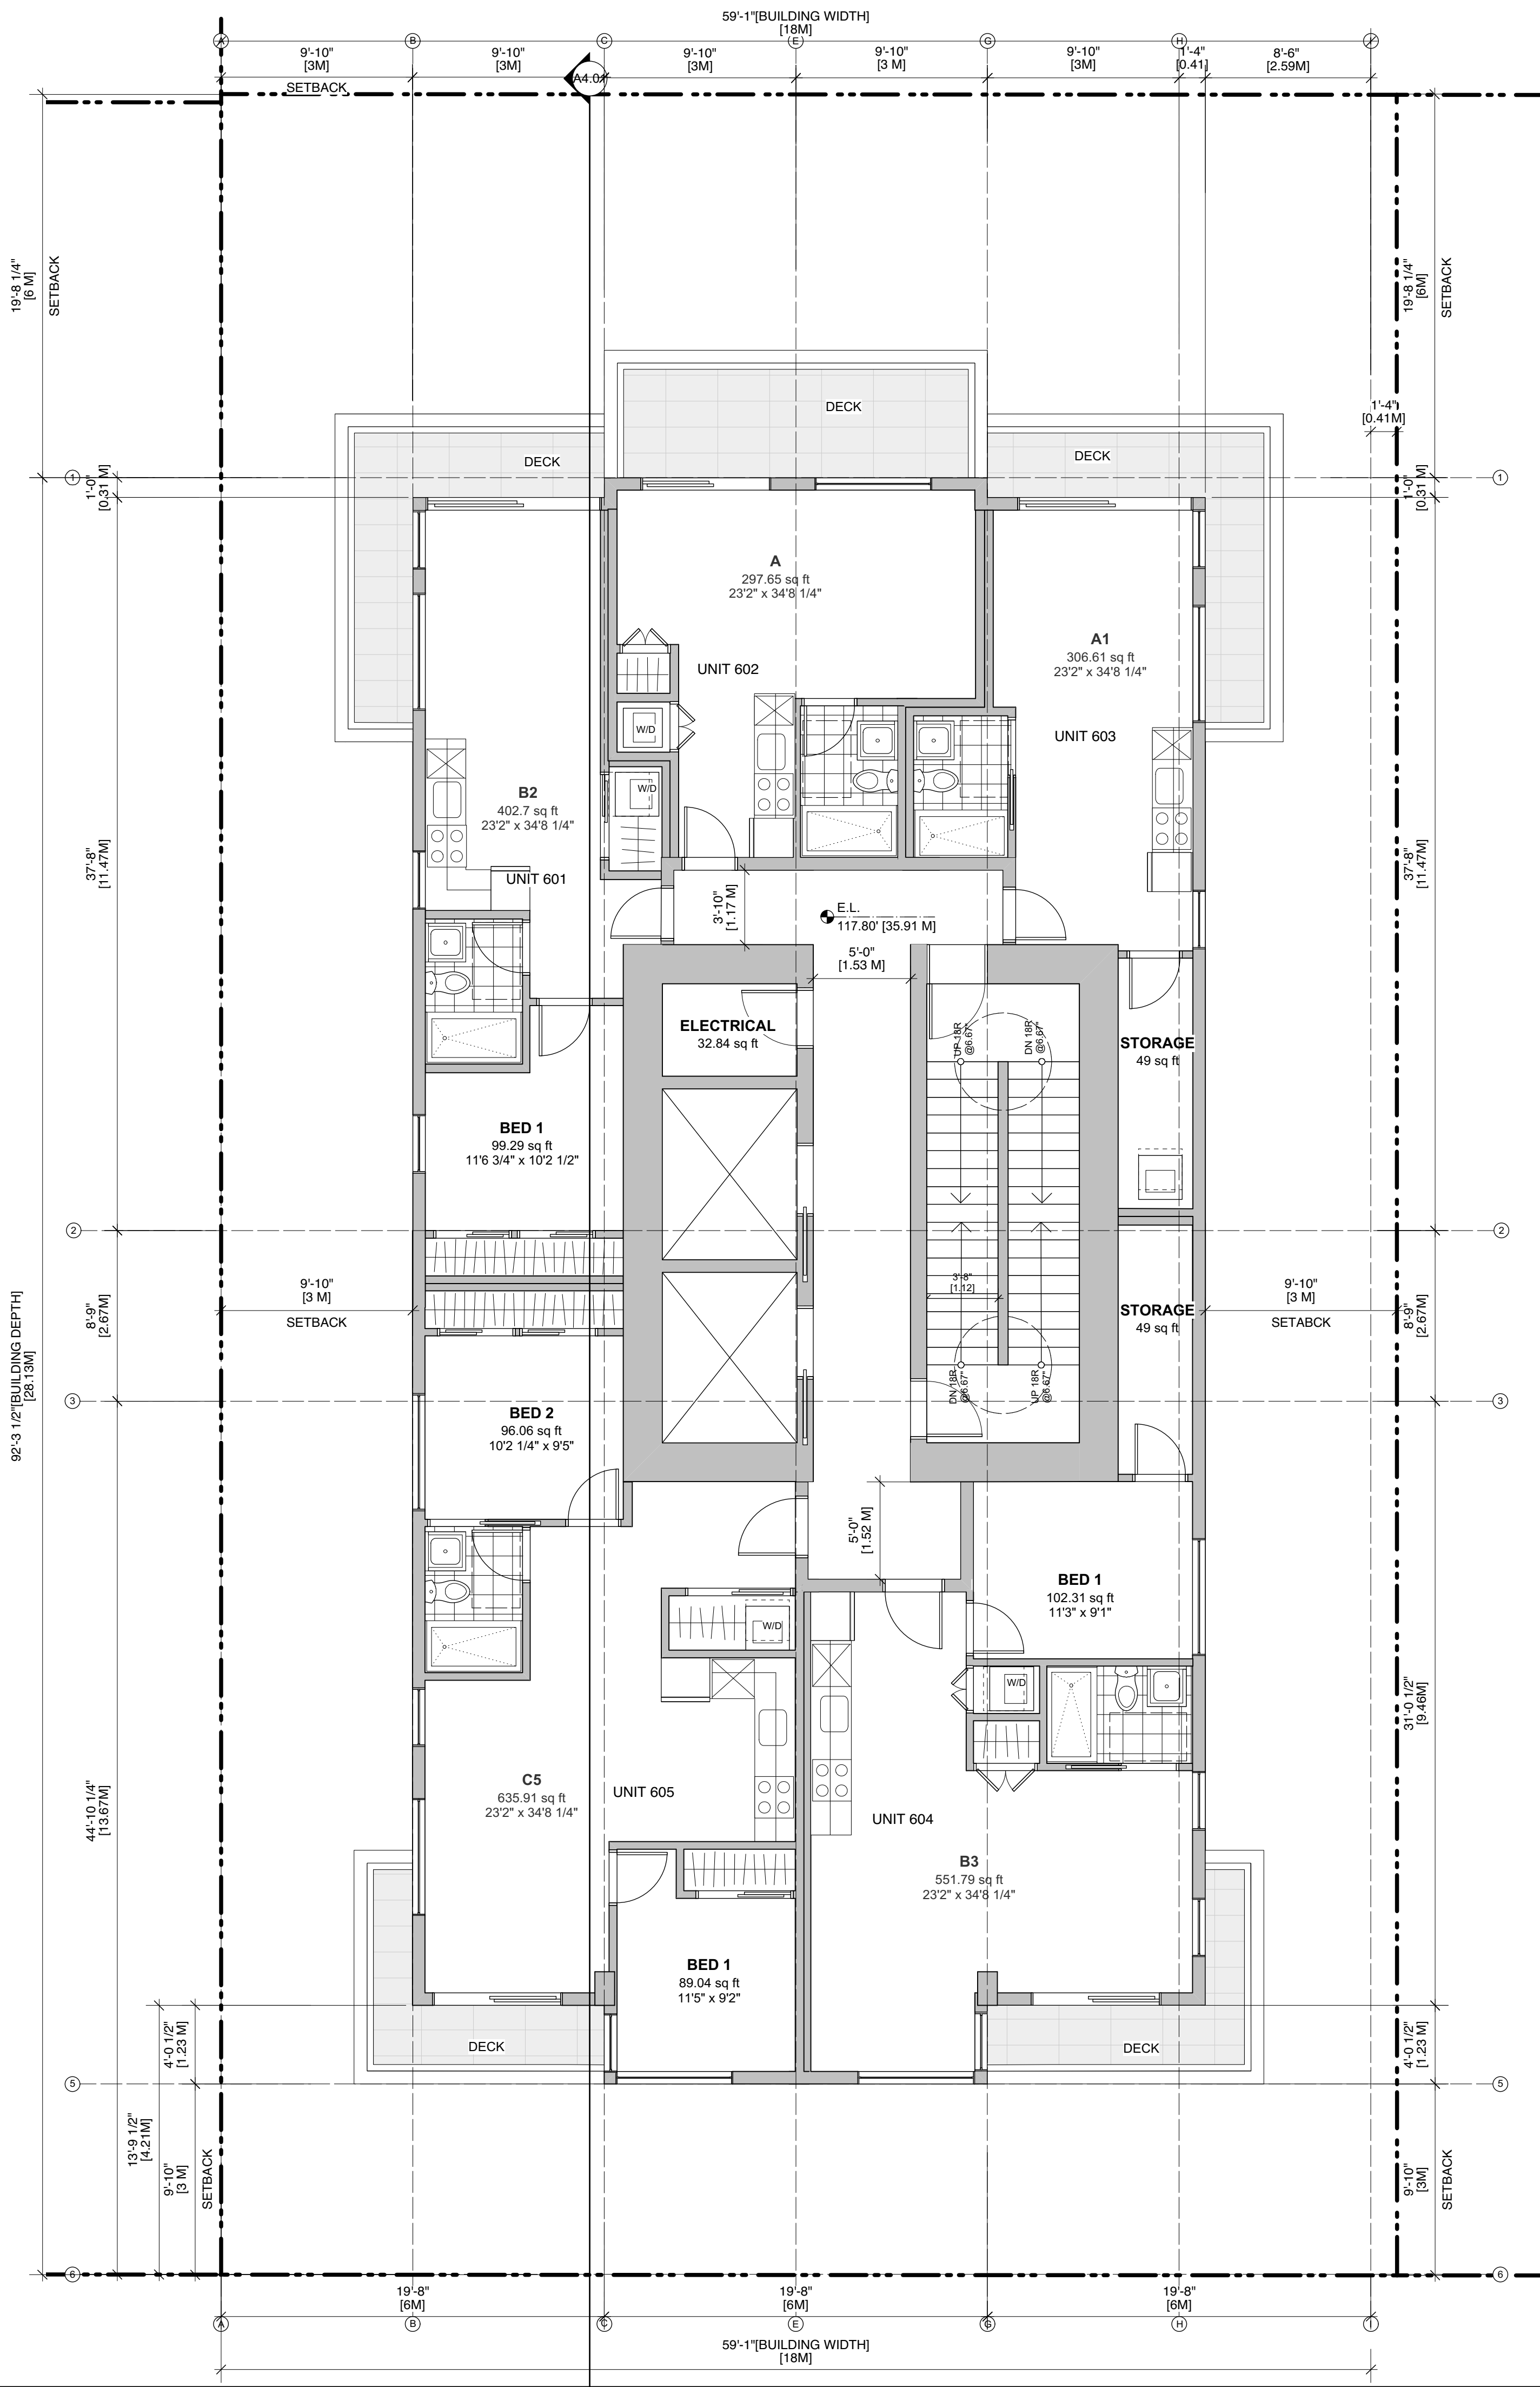 59'-1"[BUILDING WIDTH]
[18M]
A
B
C
E
G
H
9'-10"
[3M]
9'-10"
[3M]
9'-10"
[3M]
9'-10"
[3 M]
9'-10"
[3M]
1'-4"
[0.41]
8'-6"
[2.59M]
SETBACK
A4.01
19'-8 1/4"
[6 M]
SETBACK
19'-8 1/4"
[6M]
SETBACK
DECK
1'-4"
[0.41M]
DECK
DECK
1
1'-0"
[0.31 M]
1'-0"
[0.31 M]
1
A
297.65 sq ft
23'2" x 34'8 1/4"
A1
306.61 sq ft
23'2" x 34'8 1/4"
UNIT 602
W/D
UNIT 603
B2
402.7 sq ft
23'2" x 34'8 1/4"
W/D
37'-8"
[11.47M]
UNIT 601
37'-8"
[11.47M]
3'-10"
[1.17 M]
E.L.
117.80' [35.91 M]
5'-0"
[1.53 M]
ELECTRICAL
32.84 sq ft
UP 18R
@6.67"
DN 18R
@6.67"
STORAGE
49 sq ft
BED 1
99.29 sq ft
11'6 3/4" x 10'2 1/2"
2
2
9'-10"
[3 M]
SETBACK
3'-8"
[1.12]
STORAGE
49 sq ft
9'-10"
[3 M]
SETABCK
8'-9"
[2.67M]
8'-9"
[2.67M]
92'-3 1/2"[BUILDING DEPTH]
[28.13M]
3
DN 18R
@6.67"
UP 18R
@6.67"
3
BED 2
96.06 sq ft
10'2 1/4" x 9'5"
5'-0"
[1.52 M]
BED 1
102.31 sq ft
11'3" x 9'1"
W/D
W/D
31'-0 1/2"
[9.46M]
C5
635.91 sq ft
23'2" x 34'8 1/4"
UNIT 605
UNIT 604
44'-10 1/4"
[13.67M]
B3
551.79 sq ft
23'2" x 34'8 1/4"
BED 1
89.04 sq ft
11'5" x 9'2"
DECK
DECK
4'-0 1/2"
[1.23 M]
4'-0 1/2"
[1.23 M]
5
5
13'-9 1/2"
[4.21M]
9'-10"
[3 M]
SETBACK
9'-10"
[3M]
SETBACK
6
6
19'-8"
[6M]
19'-8"
[6M]
19'-8"
[6M]
A
B
C
E
G
H
I
59'-1"[BUILDING WIDTH]
[18M]